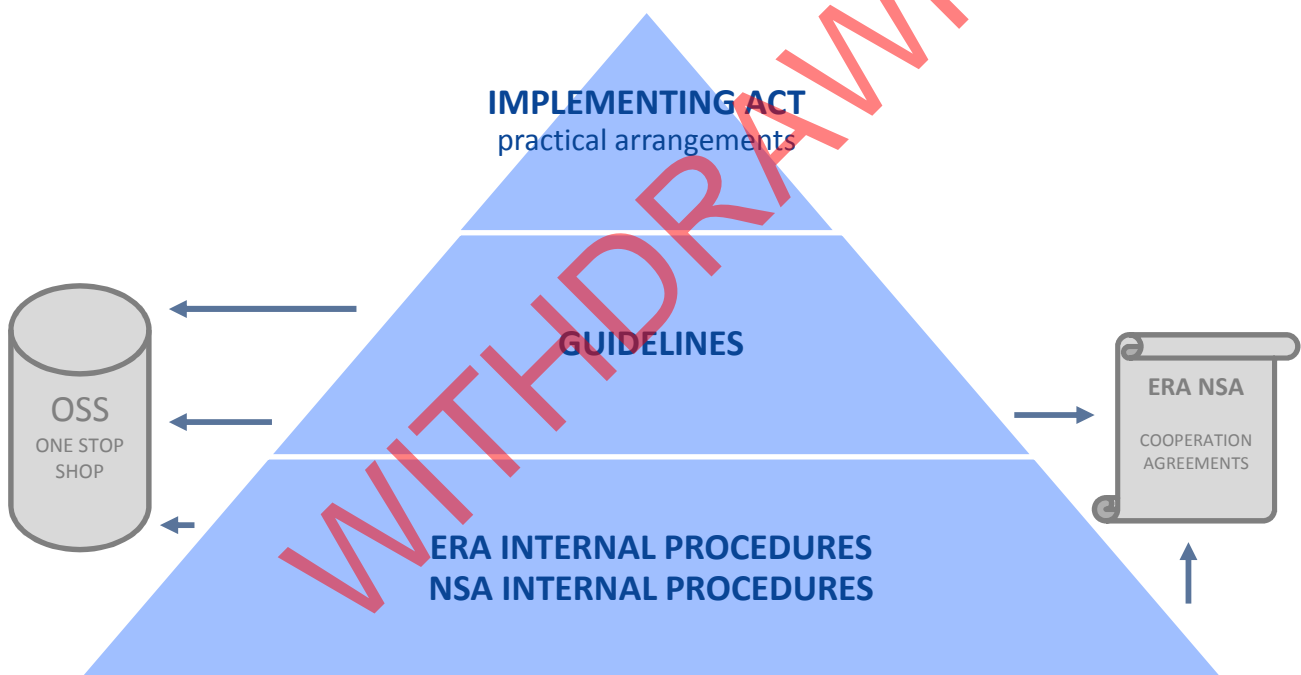 IMPLEMENTING ACT
practical arrangements
GUIDELINES
ERA INTERNAL PROCEDURES
NSA INTERNAL PROCEDURES
OSS
ONE STOP
SHOP
ERA NSA
COOPERATION
AGREEMENTS
WITHDRAW